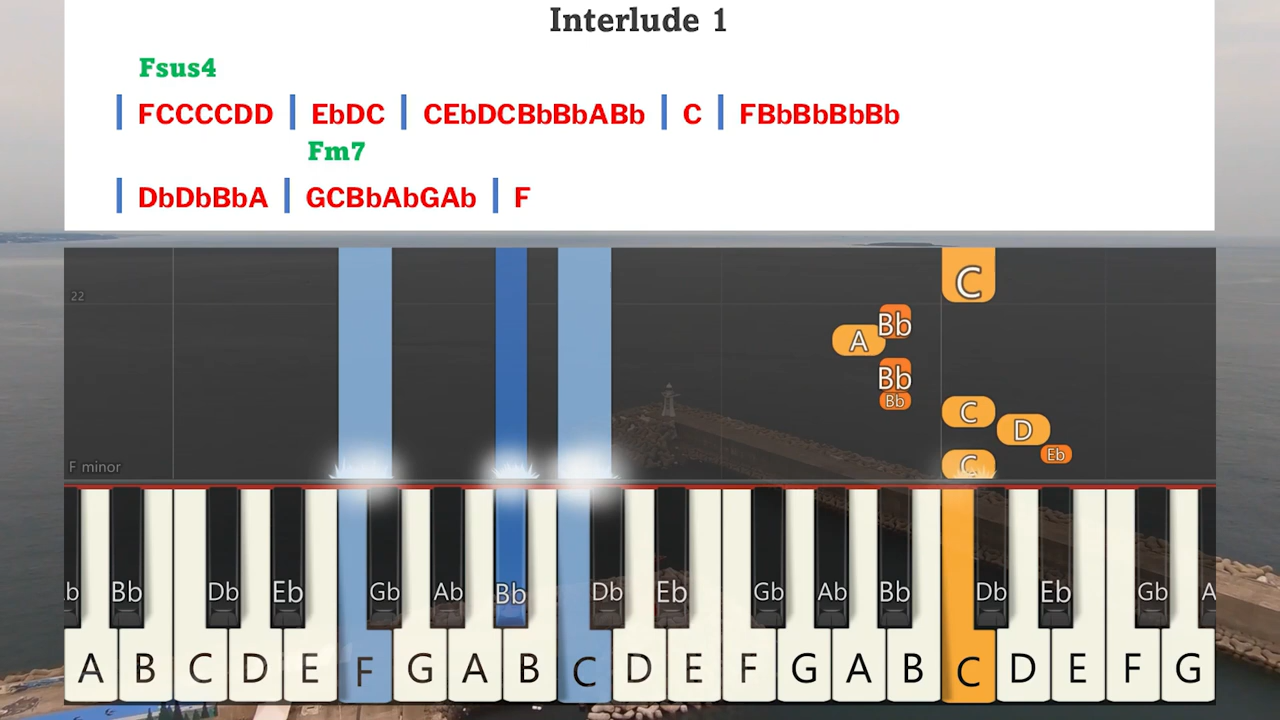 Interlude 1
Fsus4
| FCCCCDD | EbDC | CEbDCBbBbABb | C | FBbBbBbBb
Fm7
| DbDbBbA | GCBbAbGAb | F
22
C
Bb
A
Bb
Bb
C
D
Eb
C
F minor
b Bb Db Eb Gb Ab Bb Db Eb Gb Ab Bb Db Eb Gb A
A B C D E F G A B C D E F G A B C D E F G